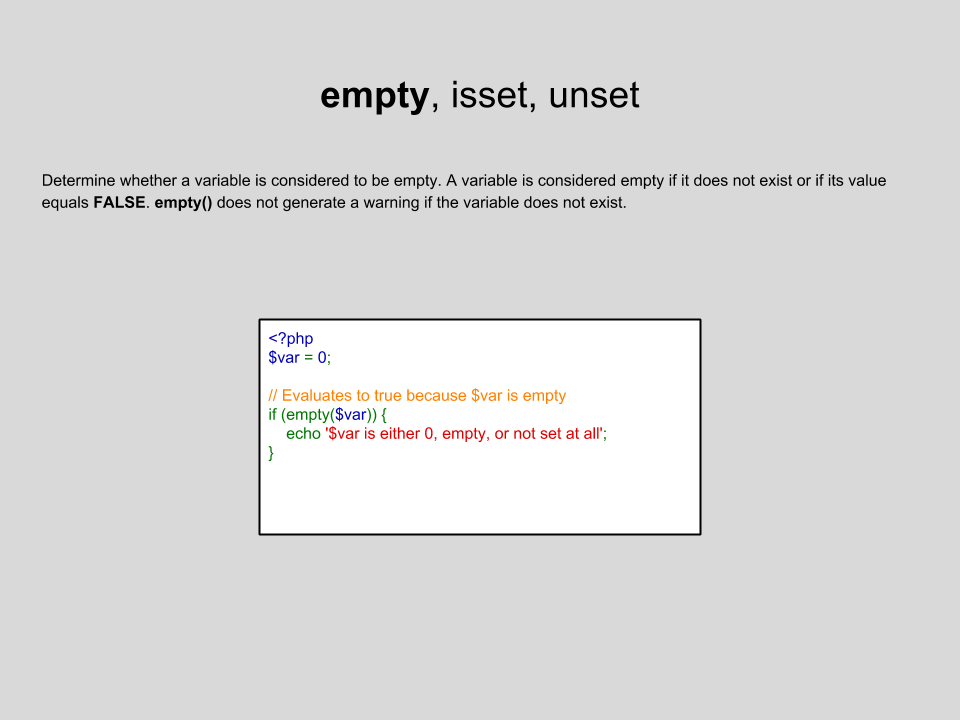 empty, isset, unset
Determine whether a variable is considered to be empty. A variable is considered empty if it does not exist or if its value
equals FALSE. empty() does not generate a warning if the variable does not exist.
<?php
$var = 0;
// Evaluates to true because $var is empty
if (empty($var)) {
    echo '$var is either 0, empty, or not set at all';
}